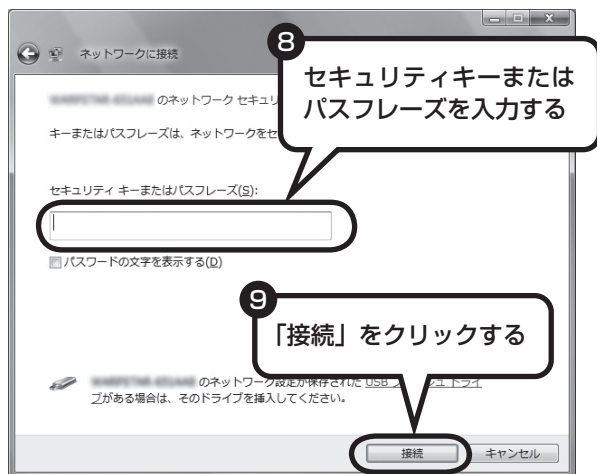 ネットワークに接続
8
セキュリティキーまたは
パスフレーズを入力する
のネットワーク セキュリ
キーまたはパスフレーズは、ネットワークをセ
セキュリティ キーまたはパスフレーズ(S):
パスワードの文字を表示する(D)
9
「接続」をクリックする
のネットワーク設定が保存された USB フ
ュ ドライ
ブがある場合は、そのドライブを挿入してください。
接続
キャンセル